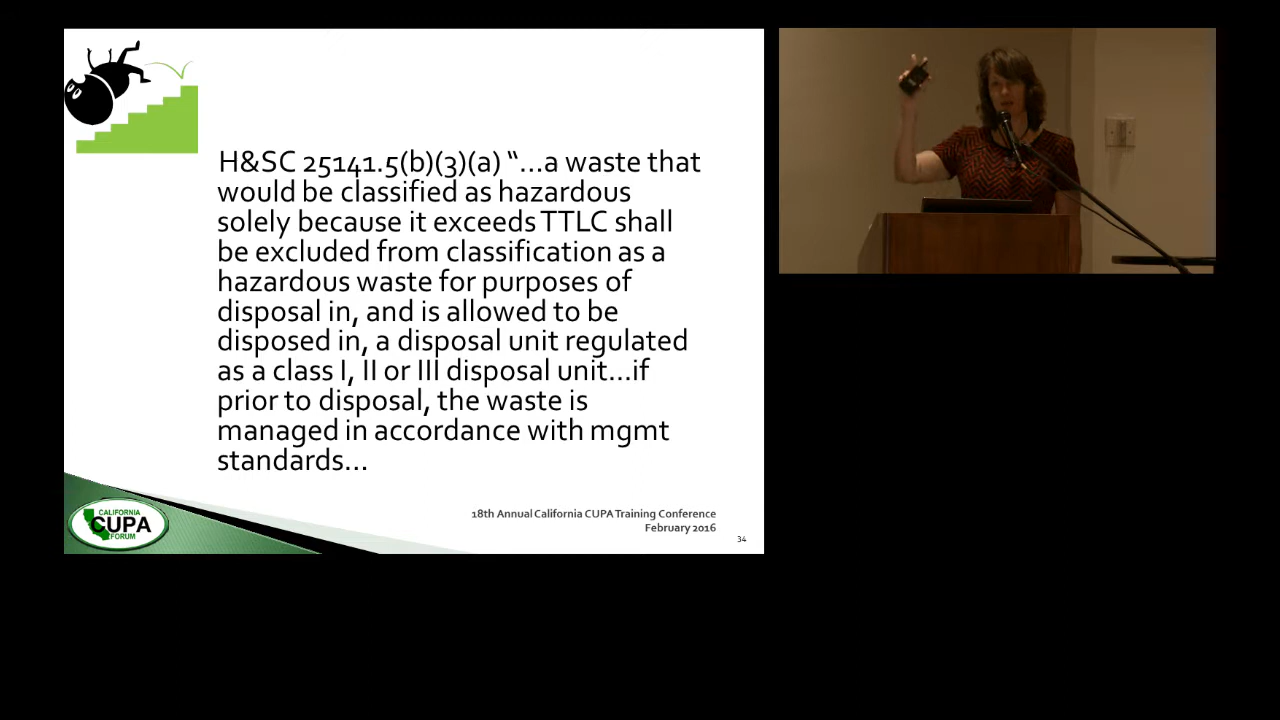 H&SC 25141.5(b)(3)(a) “...a waste that
would be classified as hazardous
solely because it exceeds TTLC shall
be excluded from classification as a
hazardous waste for purposes of
disposal in, and is allowed to be
disposed in, a disposal unit regulated
as a class I, II or III disposal unit...if
prior to disposal, the waste is
managed in accordance with mgmt
standards...
CALIFORNIA
CUPA
FORUM
18th Annual California CUPA Training Conference
February 2016
34